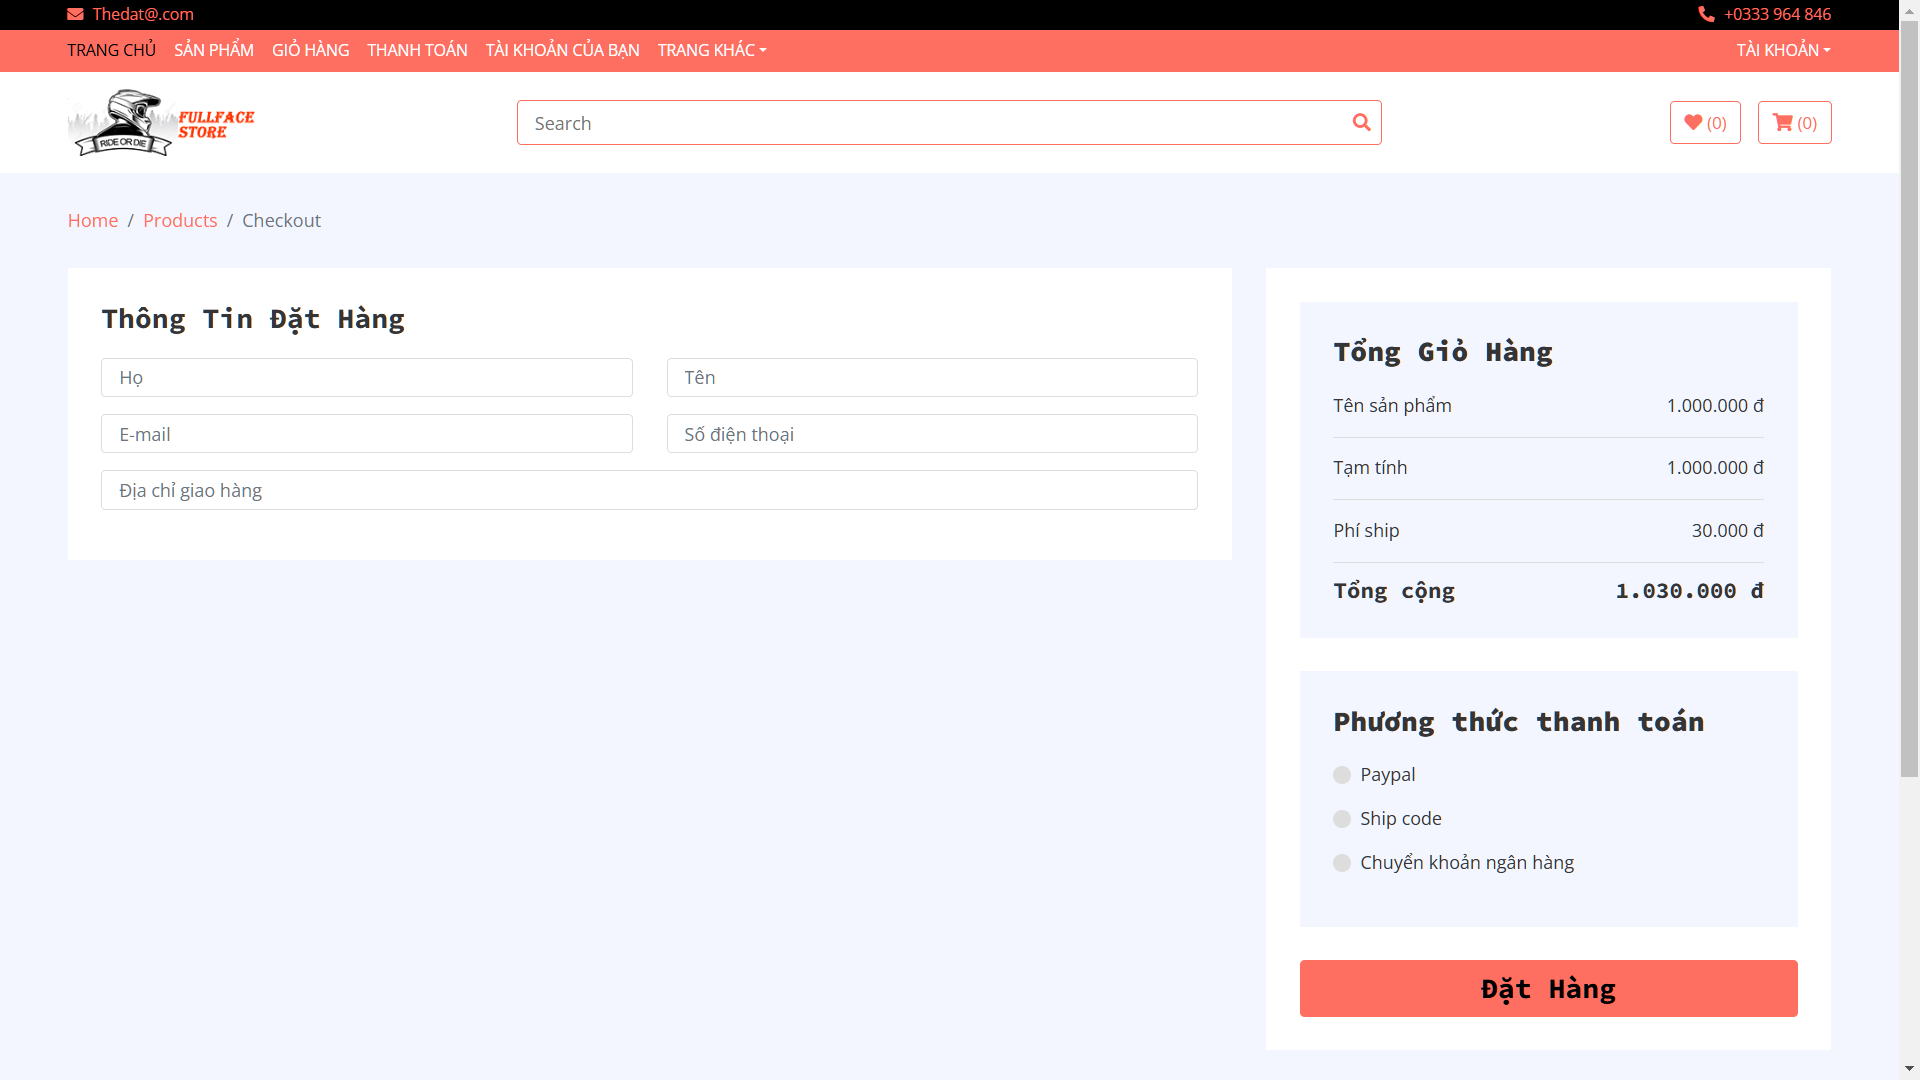 Thedat@.com +0333 964 846
TRANG CHỦ SẢN PHẨM GIỎ HÀNG THANH TOÁN TÀI KHOẢN CỦA BẠN TRANG KHÁC TÀI KHOẢN
FULLFACE
STORE
RIDE OR DIE
Search
(0) (0)
Home / Products / Checkout
Thông Tin Đặt Hàng
Họ Tên
E-mail Số điện thoại
Địa chỉ giao hàng
Tổng Giỏ Hàng
Tên sản phẩm 1.000.000 đ
Tạm tính 1.000.000 đ
Phí ship 30.000 đ
Tổng cộng 1.030.000 đ
Phương thức thanh toán
Paypal
Ship code
Chuyển khoản ngân hàng
Đặt Hàng